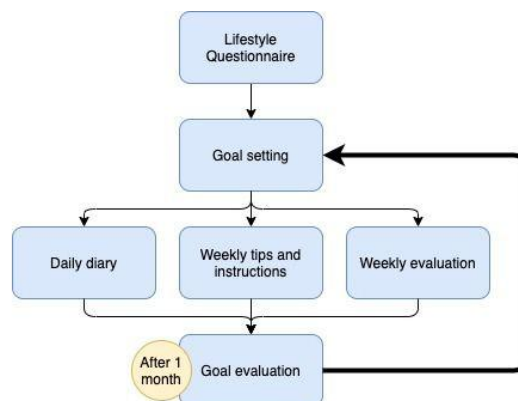 Lifestyle
Questionnaire
Goal setting
Daily diary
Weekly tips and
instructions
Weekly evaluation
After 1
month
Goal evaluation